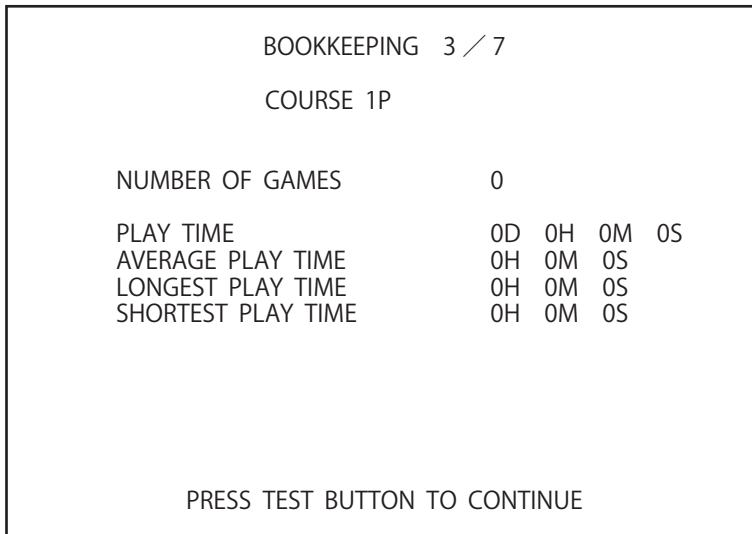 BOOKKEEPING 3／7
COURSE 1P
NUMBER OF GAMES 0
PLAY TIME 0D 0H 0M 0S
AVERAGE PLAY TIME 0H 0M 0S
LONGEST PLAY TIME 0H 0M 0S
SHORTEST PLAY TIME 0H 0M 0S
PRESS TEST BUTTON TO CONTINUE